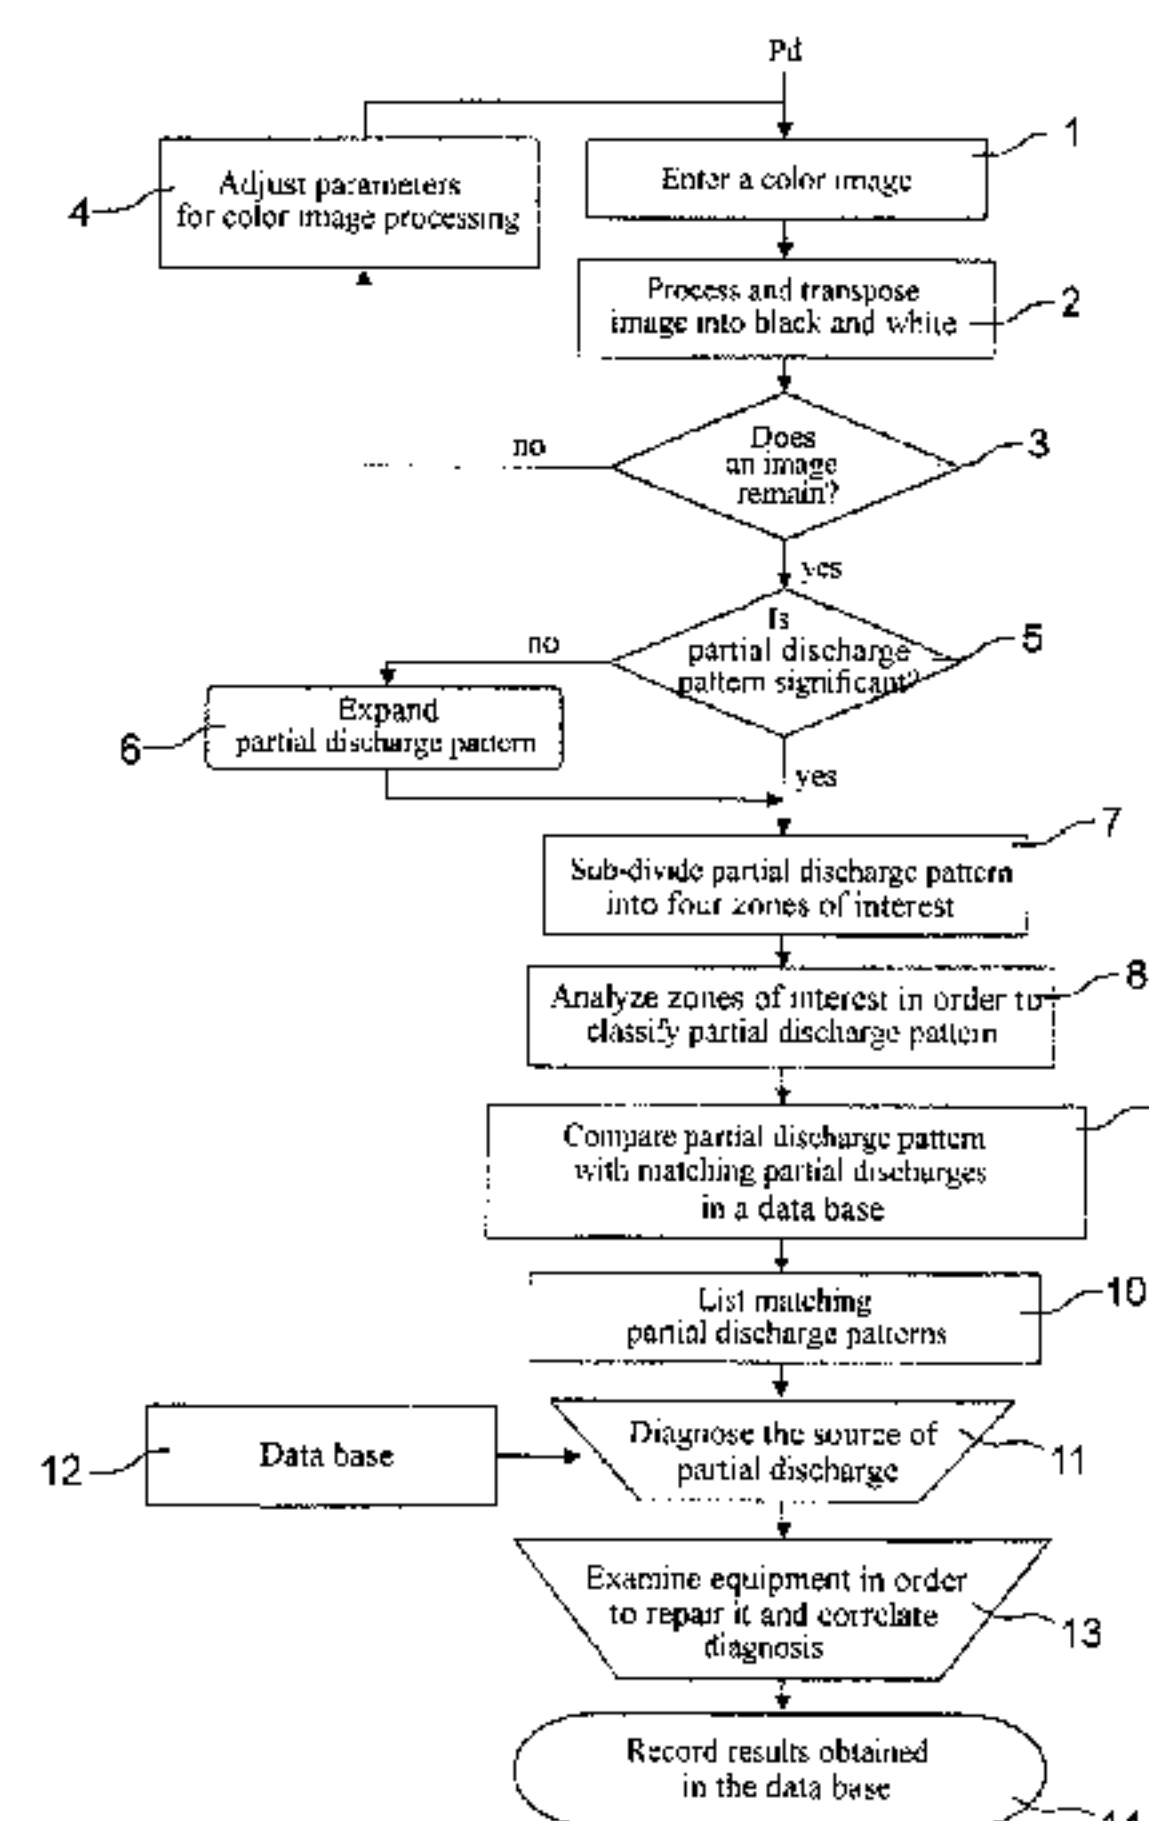 Pd
1
Enter a color image
4
Adjust parameters
for color image processing
2
Process and transpose
image into black and white
3
Does
an image
remain?
no
yes
5
Is
partial discharge
pattern significant?
no
6
Expand
partial discharge pattern
yes
7
Sub-divide partial discharge pattern
into four zones of interest
8
Analyze zones of interest in order to
classify partial discharge pattern
Compare partial discharge pattern
with matching partial discharges
in a data base
10
List matching
partial discharge patterns
12
Data base
11
Diagnose the source of
partial discharge
13
Examine equipment in order
to repair it and correlate
diagnosis
Record results obtained
in the data base